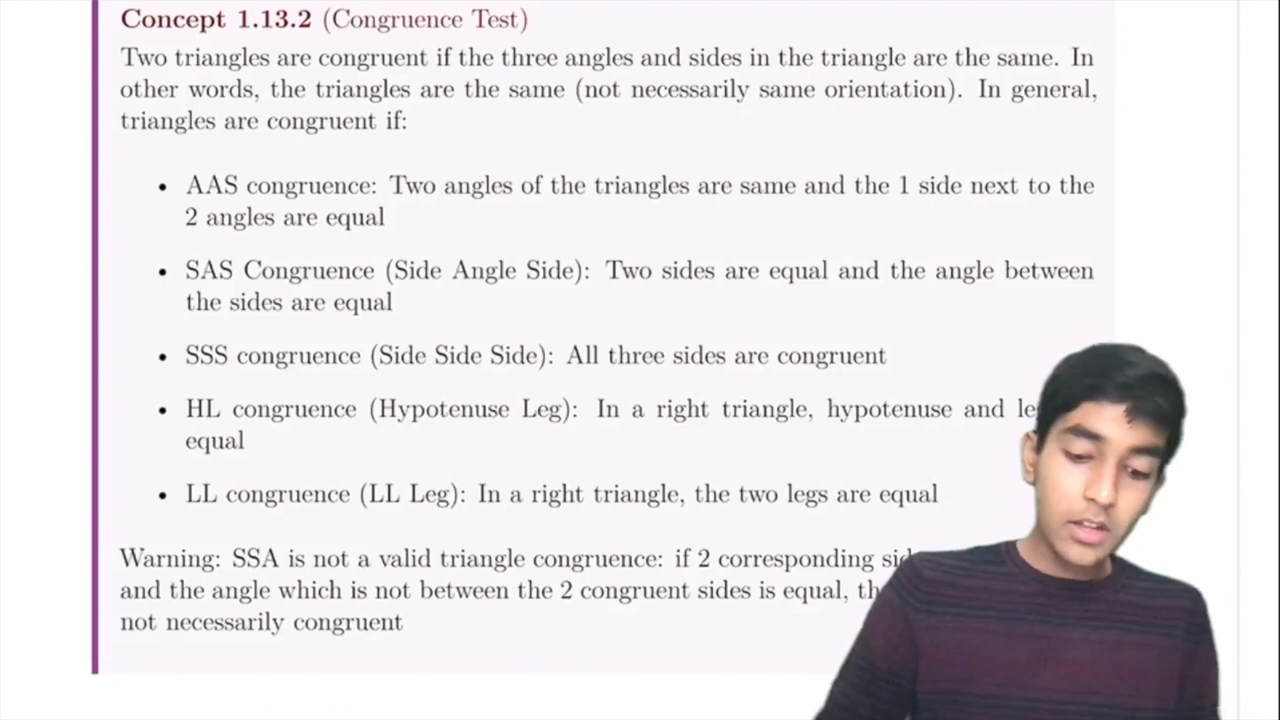 Concept 1.13.2 (Congruence Test)
Two triangles are congruent if the three angles and sides in the triangle are the same. In
other words, the triangles are the same (not necessarily same orientation). In general,
triangles are congruent if:
• AAS congruence: Two angles of the triangles are same and the 1 side next to the
2 angles are equal
• SAS Congruence (Side Angle Side): Two sides are equal and the angle between
the sides are equal
• SSS congruence (Side Side Side): All three sides are congruent
• HL congruence (Hypotenuse Leg): In a right triangle, hypotenuse and
equal
• LL congruence (LL Leg): In a right triangle, the two legs are equal
Warning: SSA is not a valid triangle congruence: if 2 corresponding
and the angle which is not between the 2 congruent sides is equal,
not necessarily congruent